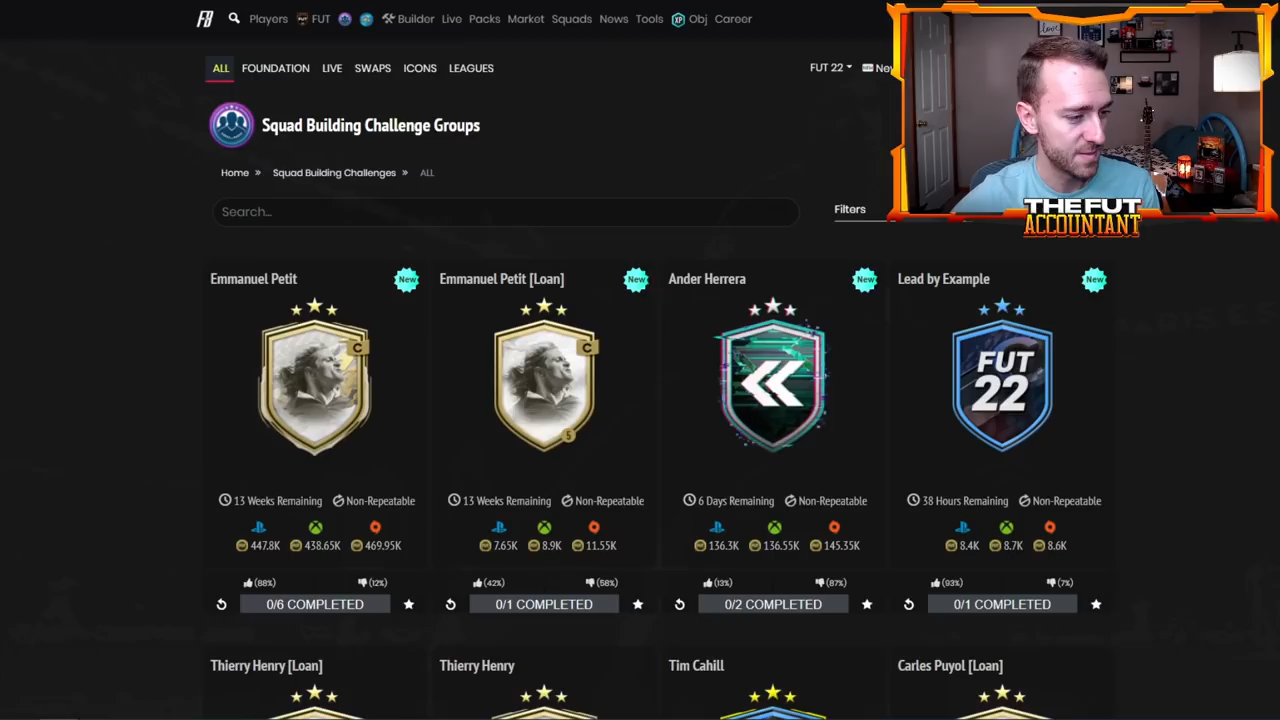 Players FUT Builder Live Packs Market Squads News Tools XP Obj Career
ALL FOUNDATION LIVE SWAPS ICONS LEAGUES FUT 22
Squad Building Challenge Groups
Home » Squad Building Challenges » ALL
Search...
Filters
THE FUT
ACCOUNTANT
Emmanuel Petit New
Emmanuel Petit [Loan] New
Ander Herrera New
Lead by Example New
C
C
5
FUT
22
13 Weeks Remaining Non-Repeatable
13 Weeks Remaining Non-Repeatable
6 Days Remaining Non-Repeatable
38 Hours Remaining Non-Repeatable
447.8K 438.65K 469.95K
7.65K 8.9K 11.55K
136.3K 136.55K 145.35K
8.4K 8.7K 8.6K
(88%) (12%)
(42%) (58%)
(13%) (87%)
(93%) (7%)
0/6 COMPLETED
0/1 COMPLETED
0/2 COMPLETED
0/1 COMPLETED
Thierry Henry [Loan]
Thierry Henry
Tim Cahill
Carles Puyol [Loan]